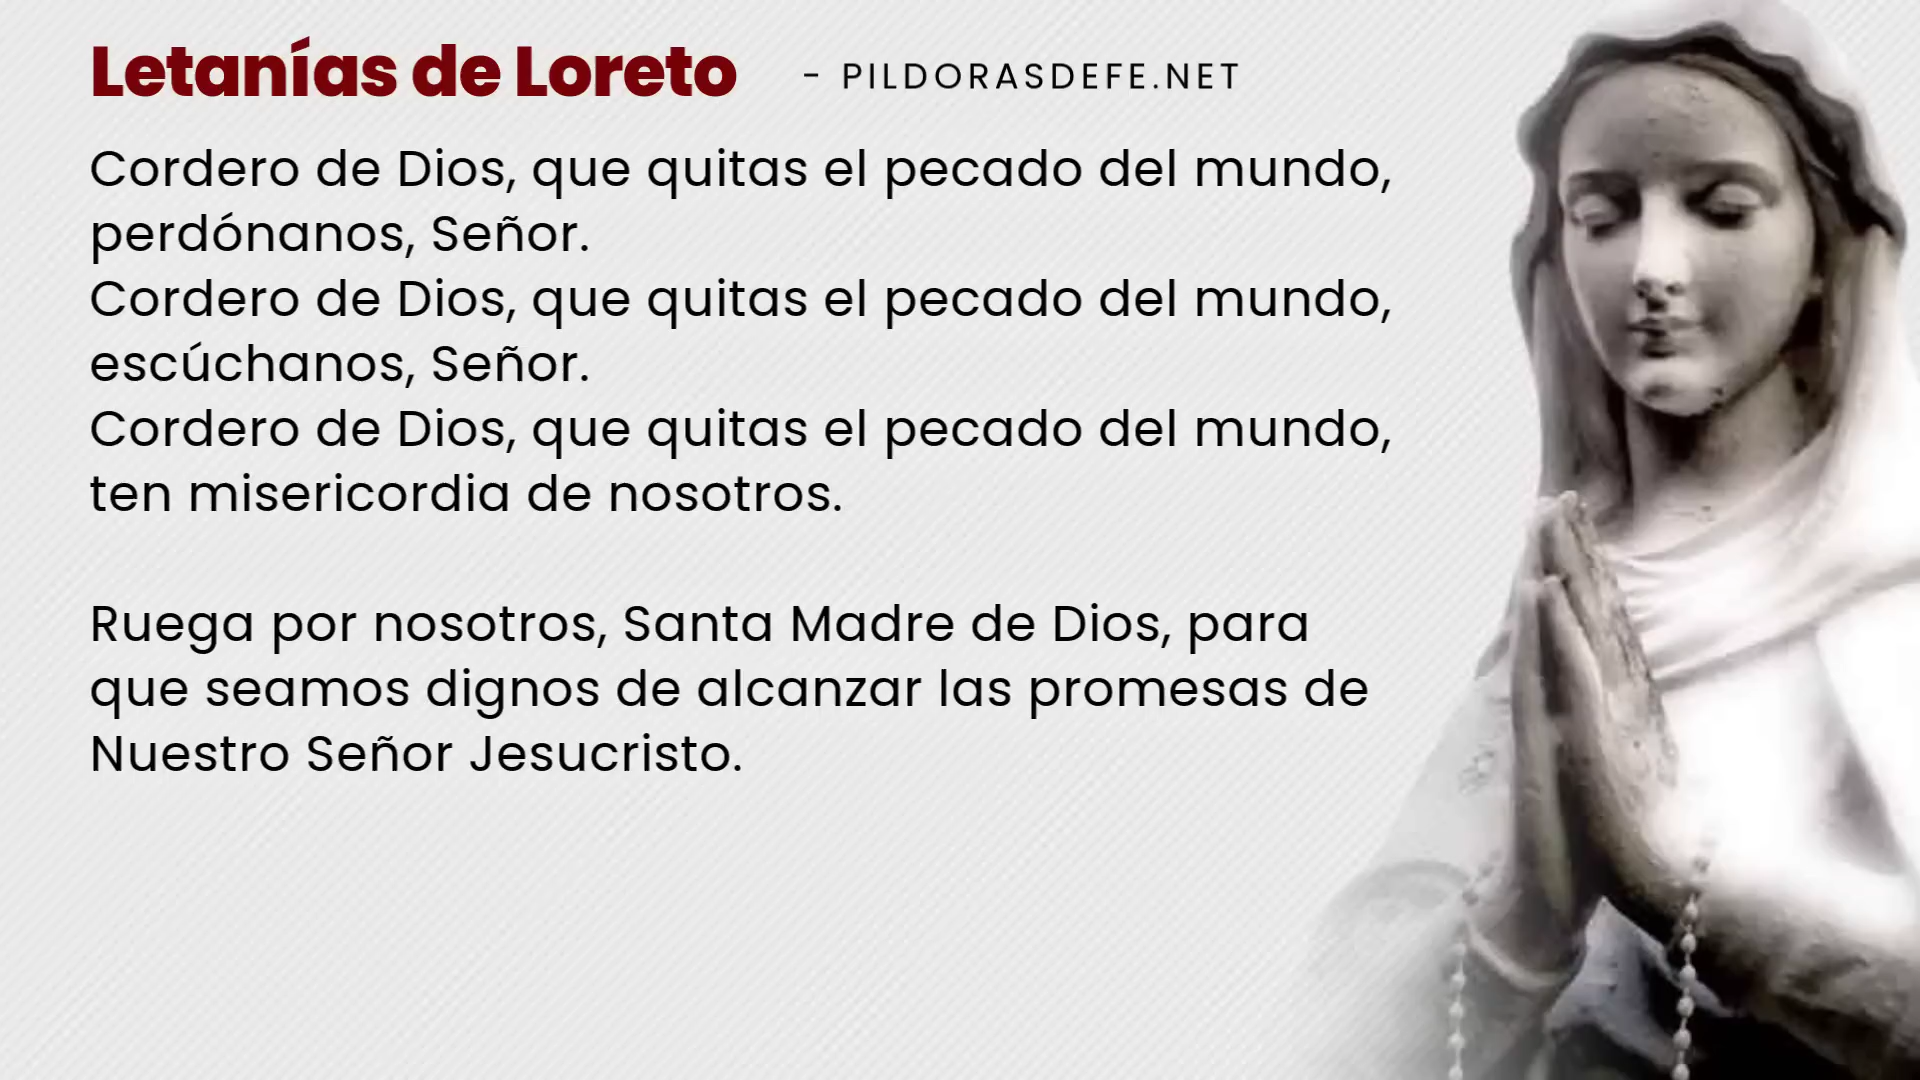 Letanías de Loreto - PILDORASDEFE.NET
Cordero de Dios, que quitas el pecado del mundo,
perdónanos, Señor.
Cordero de Dios, que quitas el pecado del mundo,
escúchanos, Señor.
Cordero de Dios, que quitas el pecado del mundo,
ten misericordia de nosotros.
Ruega por nosotros, Santa Madre de Dios, para
que seamos dignos de alcanzar las promesas de
Nuestro Señor Jesucristo.